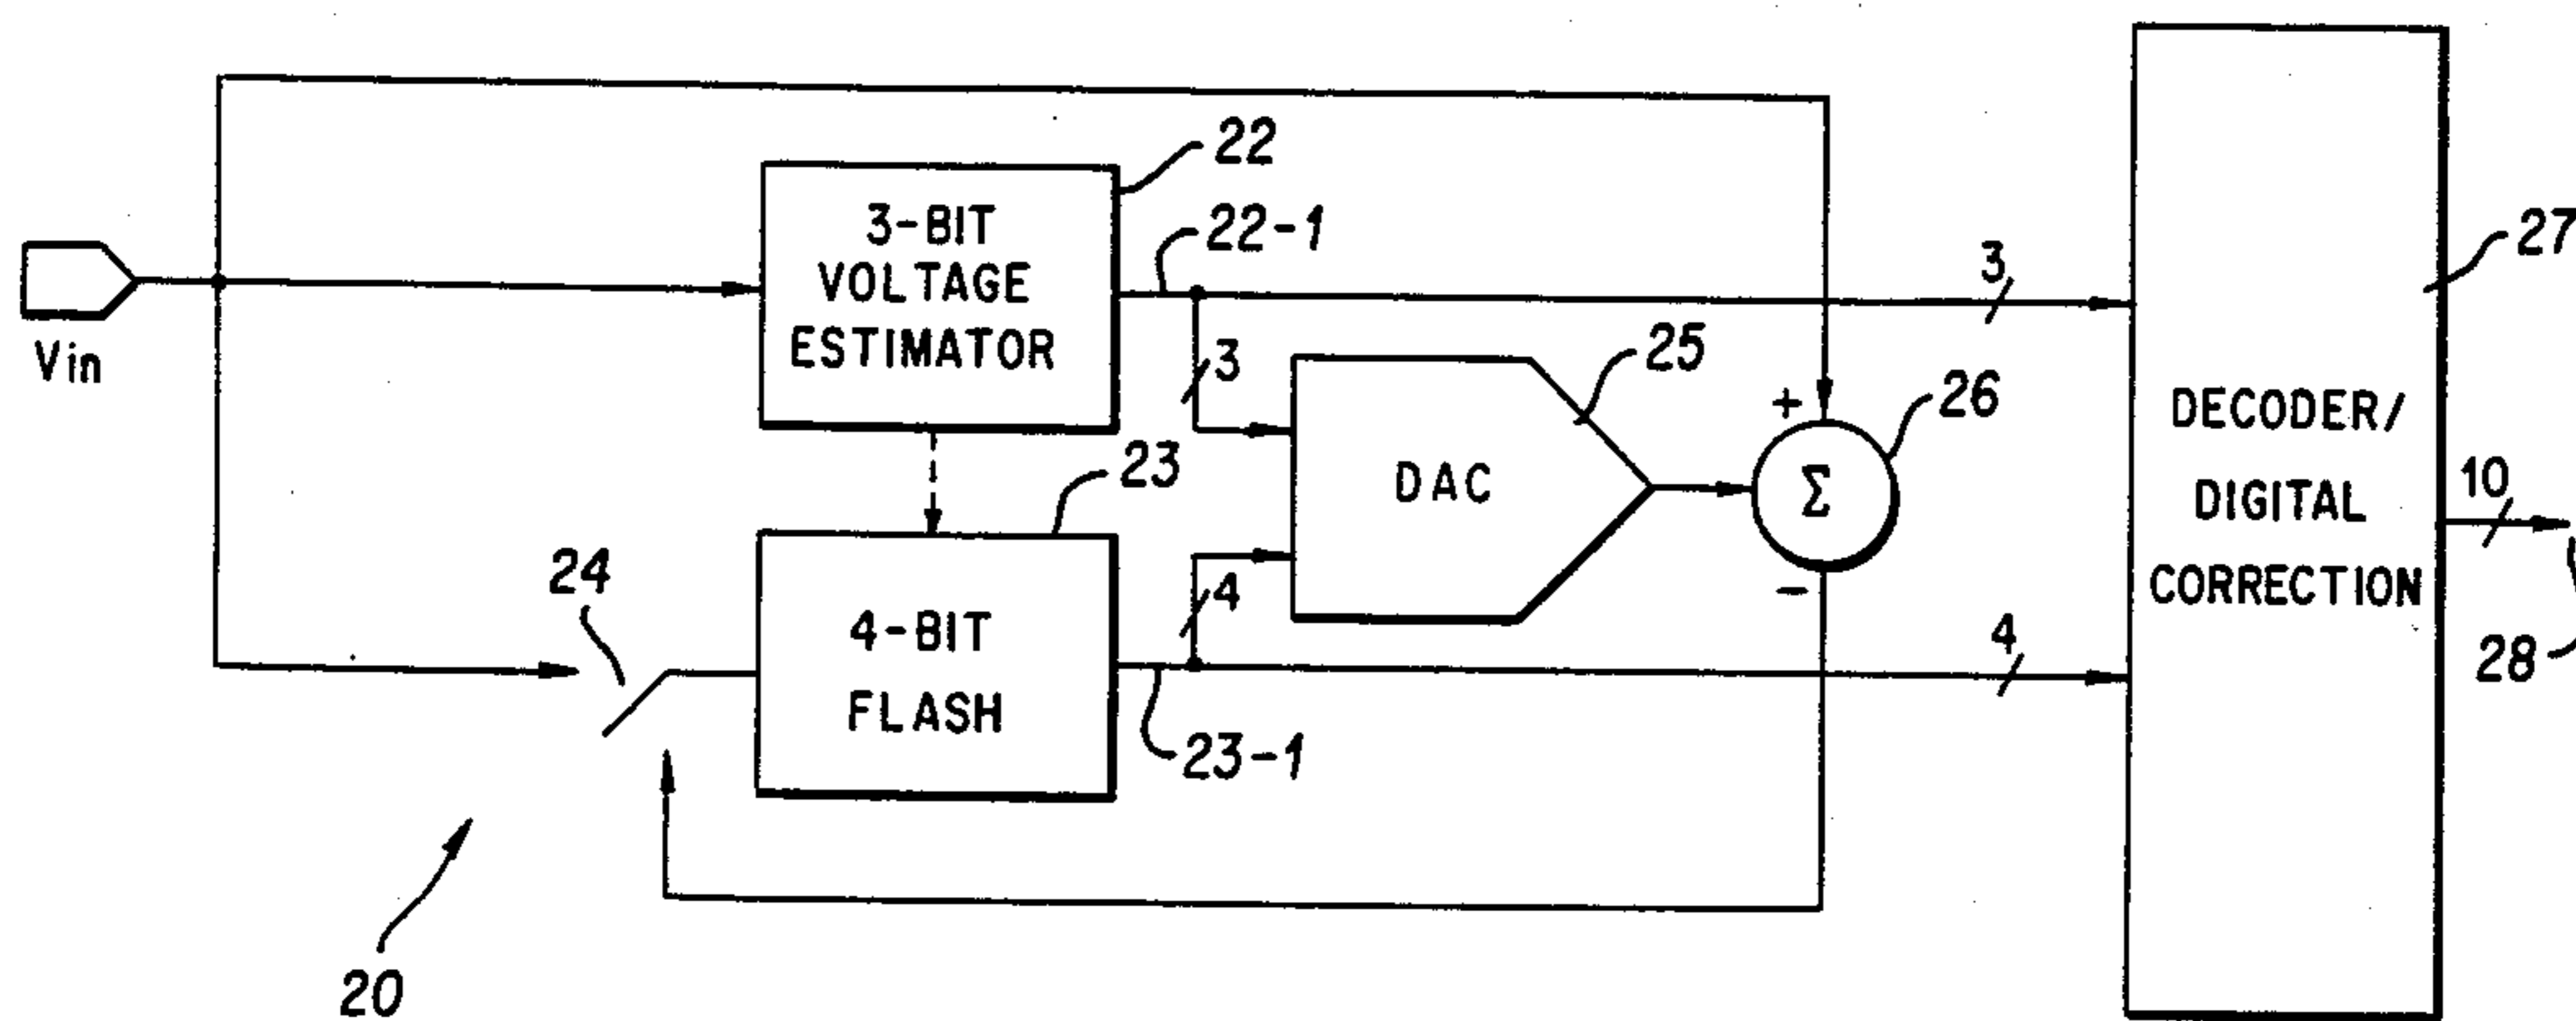 22
3-BIT
VOLTAGE
ESTIMATOR
22-1
3
27
Vin
3
25
26
+
DECODER/
DIGITAL
CORRECTION
DAC
Σ
10
23
24
4-BIT
FLASH
4
−
4
28
23-1
20